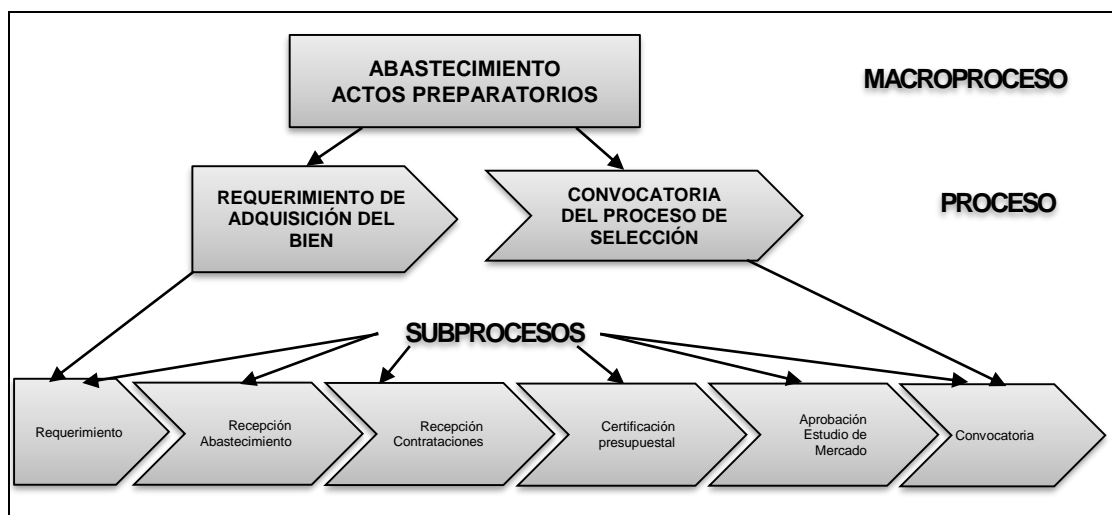 ABASTECIMIENTO
ACTOS PREPARATORIOS
MACROPROCESO
REQUERIMIENTO DE
ADQUISICIÓN DEL
BIEN
CONVOCATORIA
DEL PROCESO DE
SELECCIÓN
PROCESO
SUBPROCESOS
Requerimiento
Recepción
Abastecimiento
Recepción
Contrataciones
Certificación
presupuestal
Aprobación
Estudio de
Mercado
Convocatoria